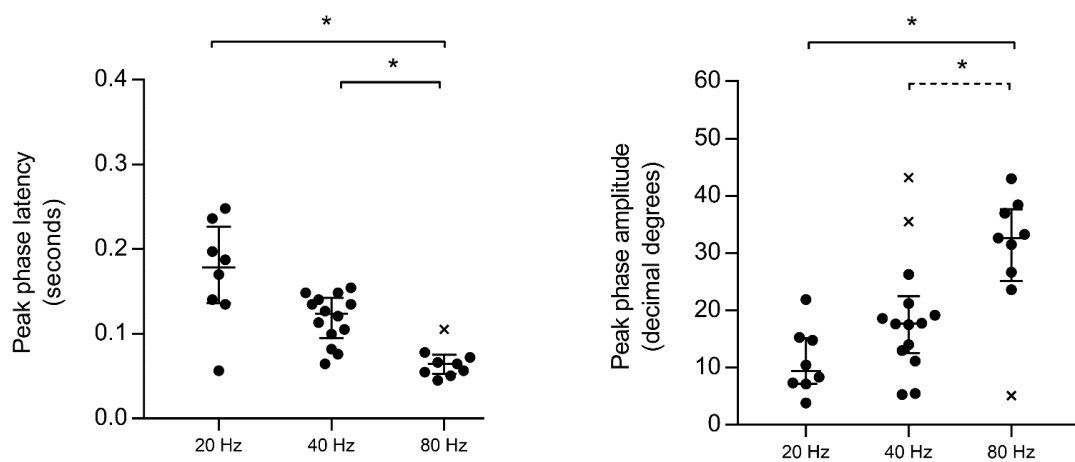 *
*
0.4
0.3
0.2
0.1
0.0
Peak phase latency
(seconds)
20 Hz
40 Hz
80 Hz
*
*
60
50
40
30
20
10
0
Peak phase amplitude
(decimal degrees)
20 Hz
40 Hz
80 Hz